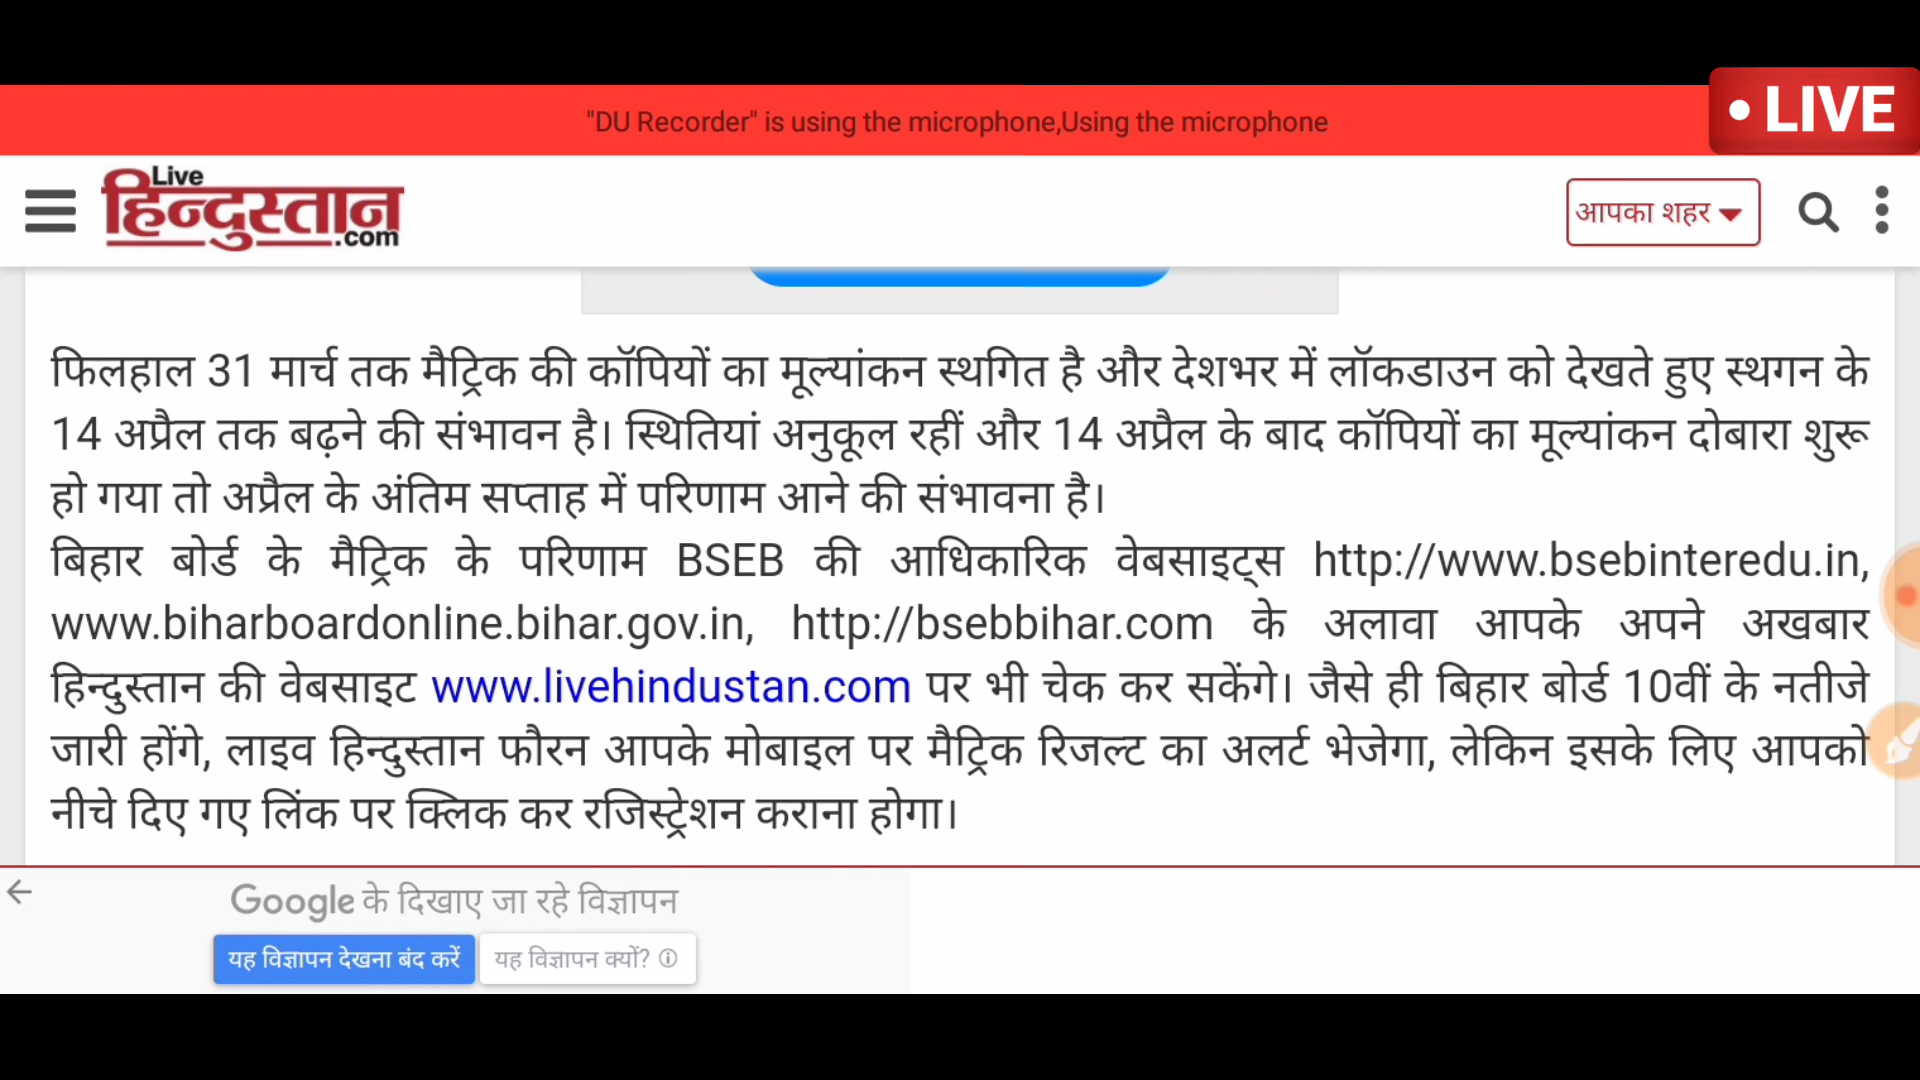 "DU Recorder" is using the microphone,Using the microphone
• LIVE
Live
हिन्दुस्तान
.com
आपका शहर
फिलहाल 31 मार्च तक मैट्रिक की कॉपियों का मूल्यांकन स्थगित है और देशभर में लॉकडाउन को देखते हुए स्थगन के
14 अप्रैल तक बढ़ने की संभावन है। स्थितियां अनुकूल रहीं और 14 अप्रैल के बाद कॉपियों का मूल्यांकन दोबारा शुरू
हो गया तो अप्रैल के अंतिम सप्ताह में परिणाम आने की संभावना है।
बिहार बोर्ड के मैट्रिक के परिणाम BSEB की आधिकारिक वेबसाइट्स http://www.bsebinteredu.in,
www.biharboardonline.bihar.gov.in, http://bsebbihar.com के अलावा आपके अपने अखबार
हिन्दुस्तान की वेबसाइट www.livehindustan.com पर भी चेक कर सकेंगे। जैसे ही बिहार बोर्ड 10वीं के नतीजे
जारी होंगे, लाइव हिन्दुस्तान फौरन आपके मोबाइल पर मैट्रिक रिजल्ट का अलर्ट भेजेगा, लेकिन इसके लिए आपको
नीचे दिए गए लिंक पर क्लिक कर रजिस्ट्रेशन कराना होगा।
Google के दिखाए जा रहे विज्ञापन
यह विज्ञापन देखना बंद करें यह विज्ञापन क्यों?